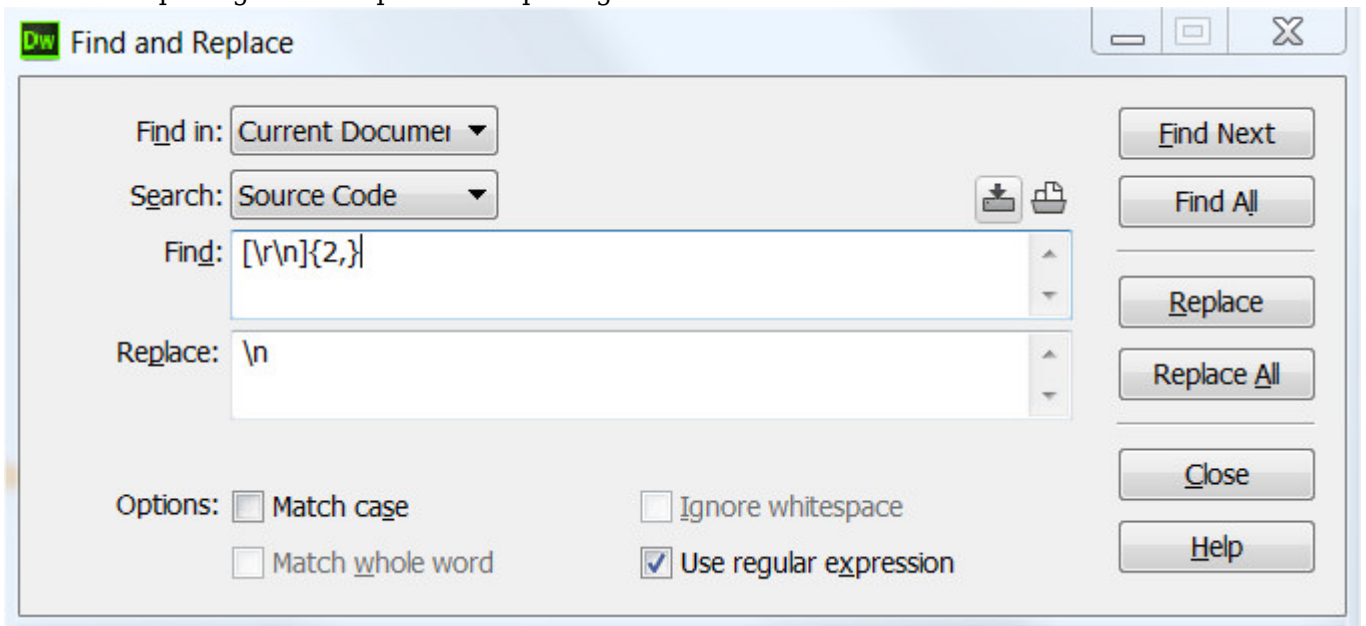 Dw Find and Replace
Find in: Current Documer
Find Next
Search: Source Code
Find All
Find: [\r\n]{2,}
Replace
Replace: \n
Replace All
Close
Options: Match case Ignore whitespace
Help
Match whole word Use regular expression